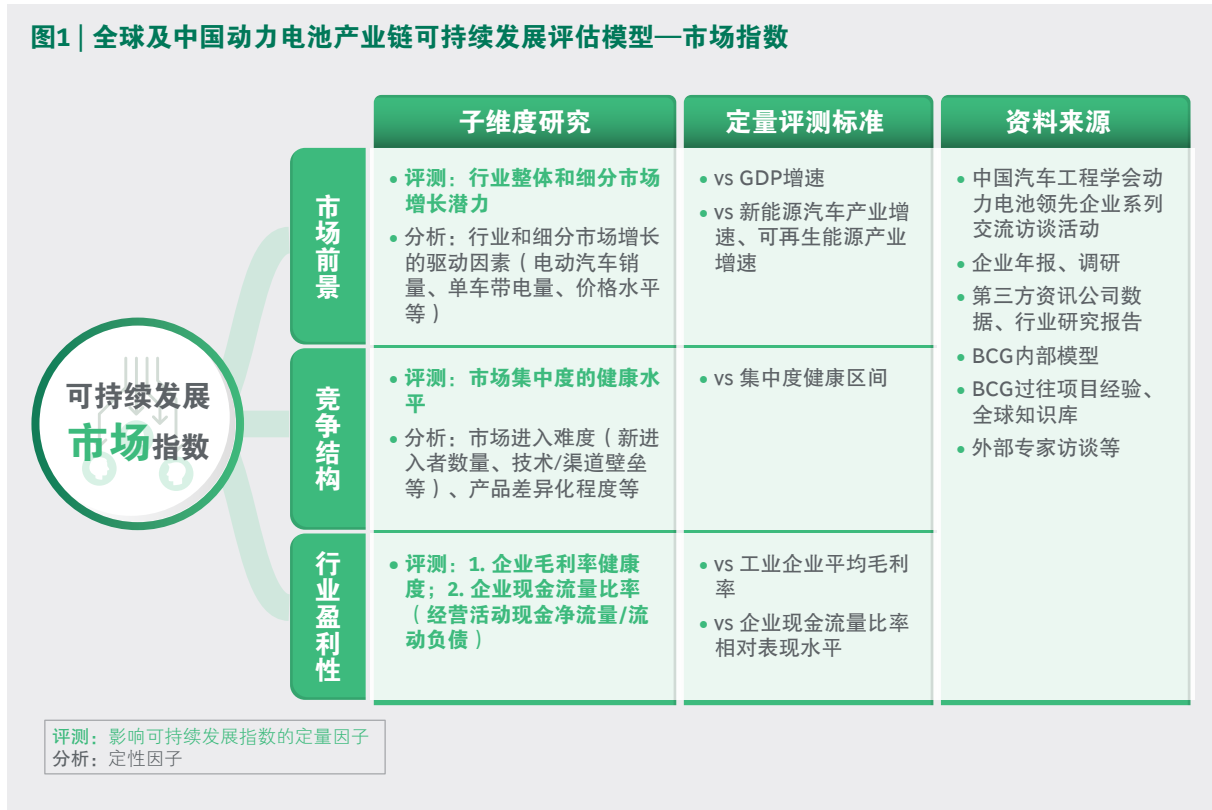 图1 | 全球及中国动力电池产业链可持续发展评估模型—市场指数
子维度研究
定量评测标准
资料来源
可持续发展
市场指数
市场前景
• 评测：行业整体和细分市场
增长潜力
• 分析：行业和细分市场增长
的驱动因素（电动汽车销
量、单车带电量、价格水平
等）
• vs GDP增速
• vs 新能源汽车产业增
速、可再生能源产业
增速
竞争结构
• 评测：市场集中度的健康水
平
• 分析：市场进入难度（新进
入者数量、技术/渠道壁垒
等）、产品差异化程度等
• vs 集中度健康区间
行业盈利性
• 评测：1. 企业毛利率健康
度；2. 企业现金流量比率
（经营活动现金净流量/流
动负债）
• vs 工业企业平均毛利
率
• vs 企业现金流量比率
相对表现水平
• 中国汽车工程学会动
力电池领先企业系列
交流访谈活动
• 企业年报、调研
• 第三方资讯公司数
据、行业研究报告
• BCG内部模型
• BCG过往项目经验、
全球知识库
• 外部专家访谈等
评测：影响可持续发展指数的定量因子
分析：定性因子